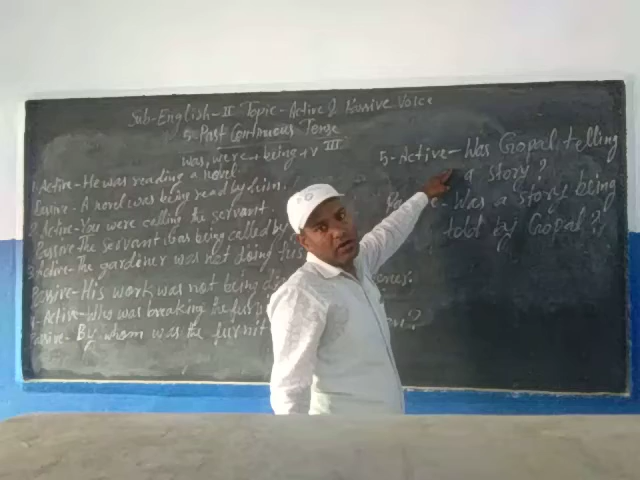 Sub-English-II Topic-Active & Passive Voice
5. Past Continuous Tense
was, were + being + V III
1. Active - He was reading a novel.
Passive - A novel was being read by him.
2. Active - You were calling the servant
Passive The servant was being called by
3. Active - The gardener was not doing his
Passive - His work was not being
4. Active - Who was breaking the furn
Passive - By whom was the furnit
5 - Active - Was Gopal telling
a story?
Was a story being
told by Gopal?